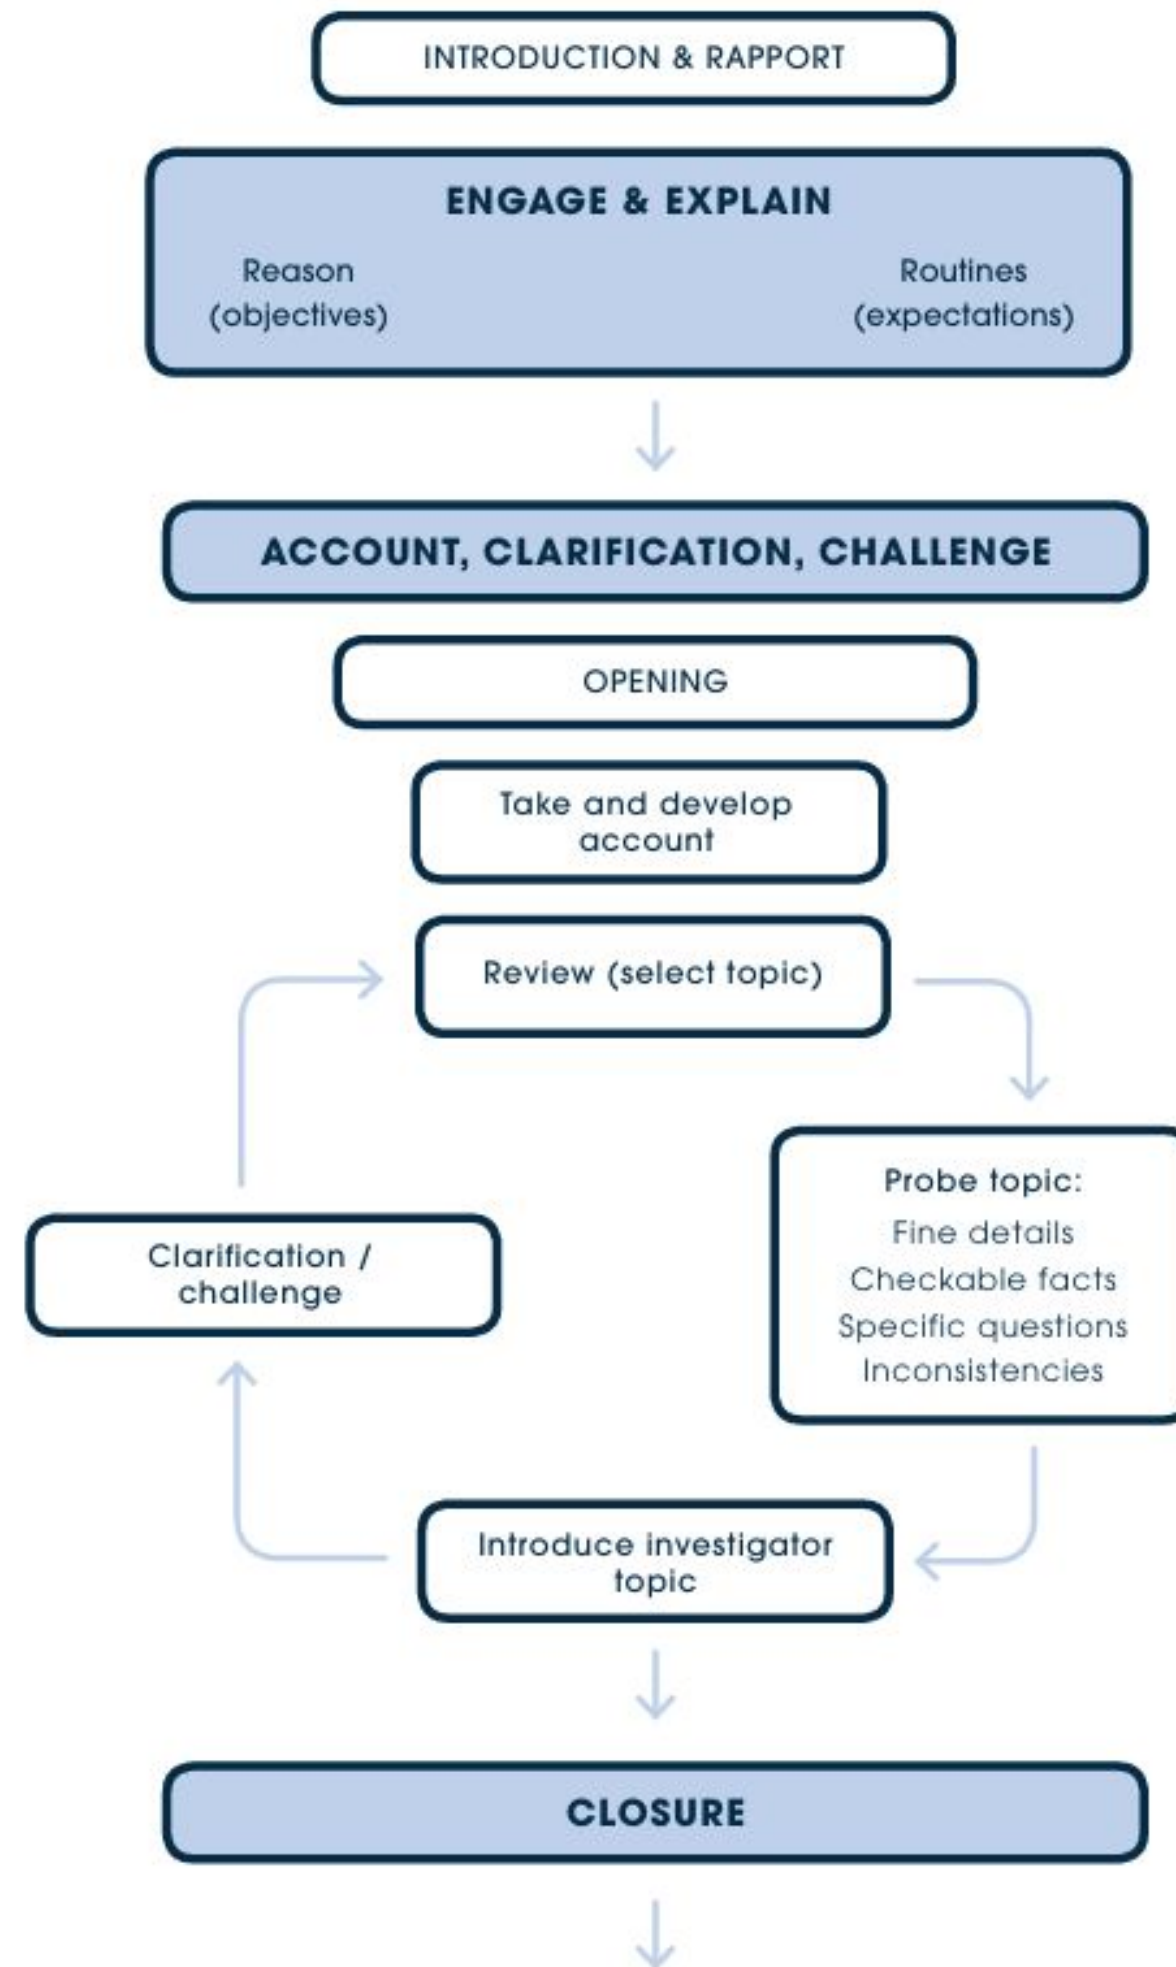 INTRODUCTION & RAPPORT
ENGAGE & EXPLAIN
Reason
(objectives)
Routines
(expectations)
ACCOUNT, CLARIFICATION, CHALLENGE
OPENING
Take and develop
account
Review (select topic)
Probe topic:
Fine details
Checkable facts
Specific questions
Inconsistencies
Clarification /
challenge
Introduce investigator
topic
CLOSURE